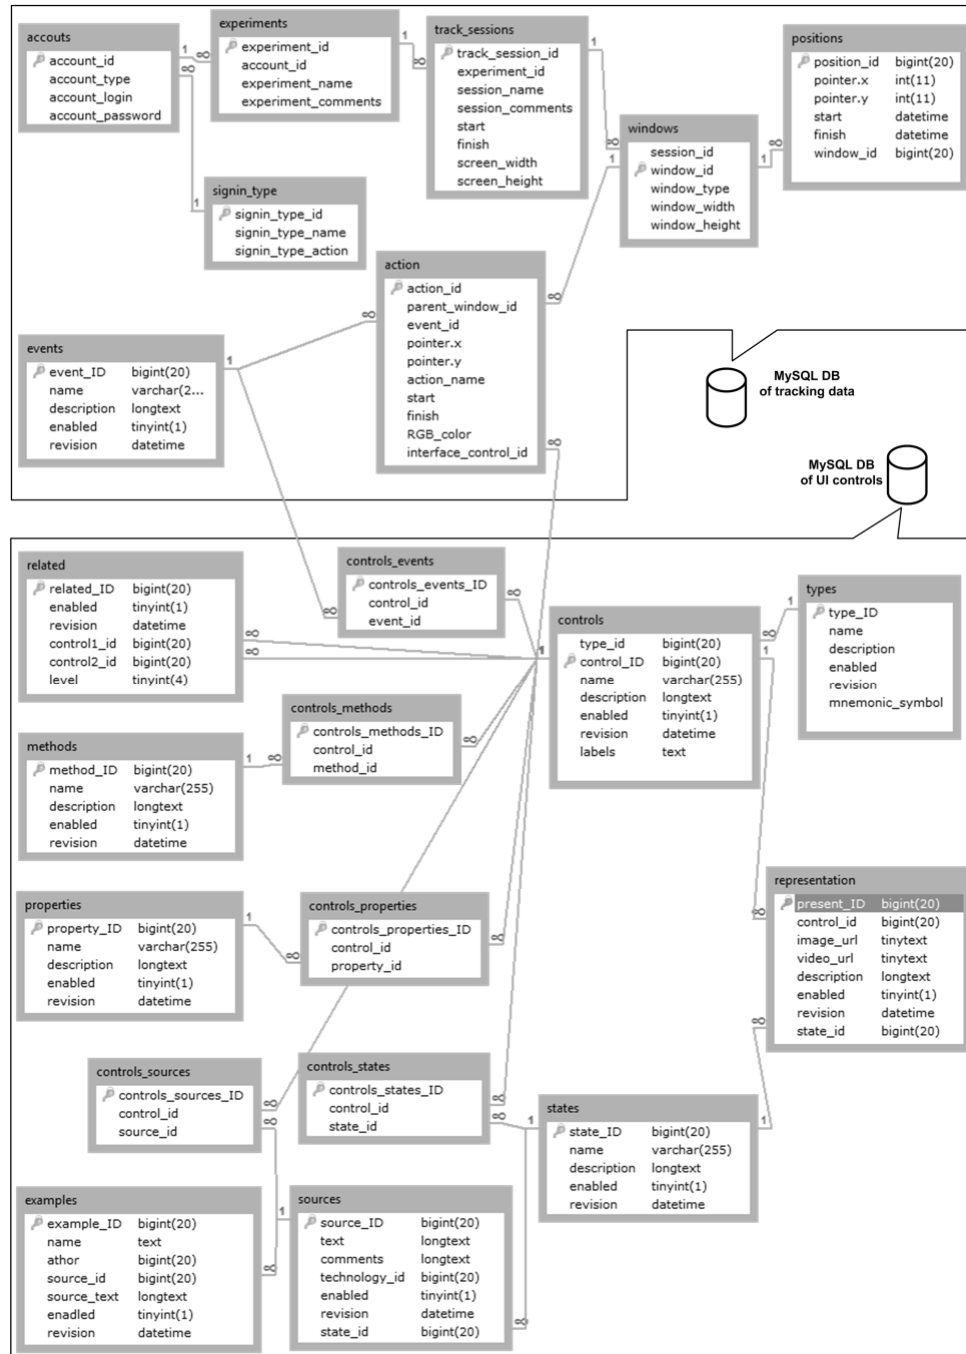 accouts
account_id
account_type
account_login
account_password
experiments
experiment_id
account_id
experiment_name
experiment_comments
track_sessions
track_session_id
experiment_id
session_name
session_comments
start
finish
screen_width
screen_height
positions
position_id bigint(20)
pointer.x int(11)
pointer.y int(11)
start datetime
finish datetime
window_id bigint(20)
windows
session_id
window_id
window_type
window_width
window_height
signin_type
signin_type_id
signin_type_name
signin_type_action
action
action_id
parent_window_id
event_id
pointer.x
pointer.y
action_name
start
finish
RGB_color
interface_control_id
events
event_ID bigint(20)
name varchar(2...
description longtext
enabled tinyint(1)
revision datetime
MySQL DB
of tracking data
MySQL DB
of UI controls
related
related_ID bigint(20)
enabled tinyint(1)
revision datetime
control1_id bigint(20)
control2_id bigint(20)
level tinyint(4)
controls_events
controls_events_ID
control_id
event_id
controls
type_id bigint(20)
control_ID bigint(20)
name varchar(255)
description longtext
enabled tinyint(1)
revision datetime
labels text
types
type_ID
name
description
enabled
revision
mnemonic_symbol
controls_methods
controls_methods_ID
control_id
method_id
methods
method_ID bigint(20)
name varchar(255)
description longtext
enabled tinyint(1)
revision datetime
properties
property_ID bigint(20)
name varchar(255)
description longtext
enabled tinyint(1)
revision datetime
controls_properties
controls_properties_ID
control_id
property_id
representation
present_ID bigint(20)
control_id bigint(20)
image_url tinytext
video_url tinytext
description longtext
enabled tinyint(1)
revision datetime
state_id bigint(20)
controls_sources
controls_sources_ID
control_id
source_id
controls_states
controls_states_ID
control_id
state_id
states
state_ID bigint(20)
name varchar(255)
description longtext
enabled tinyint(1)
revision datetime
examples
example_ID bigint(20)
name text
athor bigint(20)
source_id bigint(20)
source_text longtext
enadled tinyint(1)
revision datetime
sources
source_ID bigint(20)
text longtext
comments longtext
technology_id bigint(20)
enabled tinyint(1)
revision datetime
state_id bigint(20)